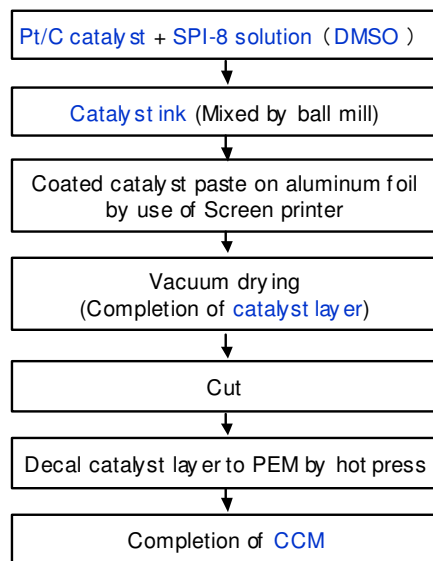 Pt/C catalyst + SPI-8 solution（DMSO）
Catalyst ink (Mixed by ball mill)
Coated catalyst paste on aluminum foil
by use of Screen printer
Vacuum drying
(Completion of catalyst layer)
Cut
Decal catalyst layer to PEM by hot press
Completion of CCM